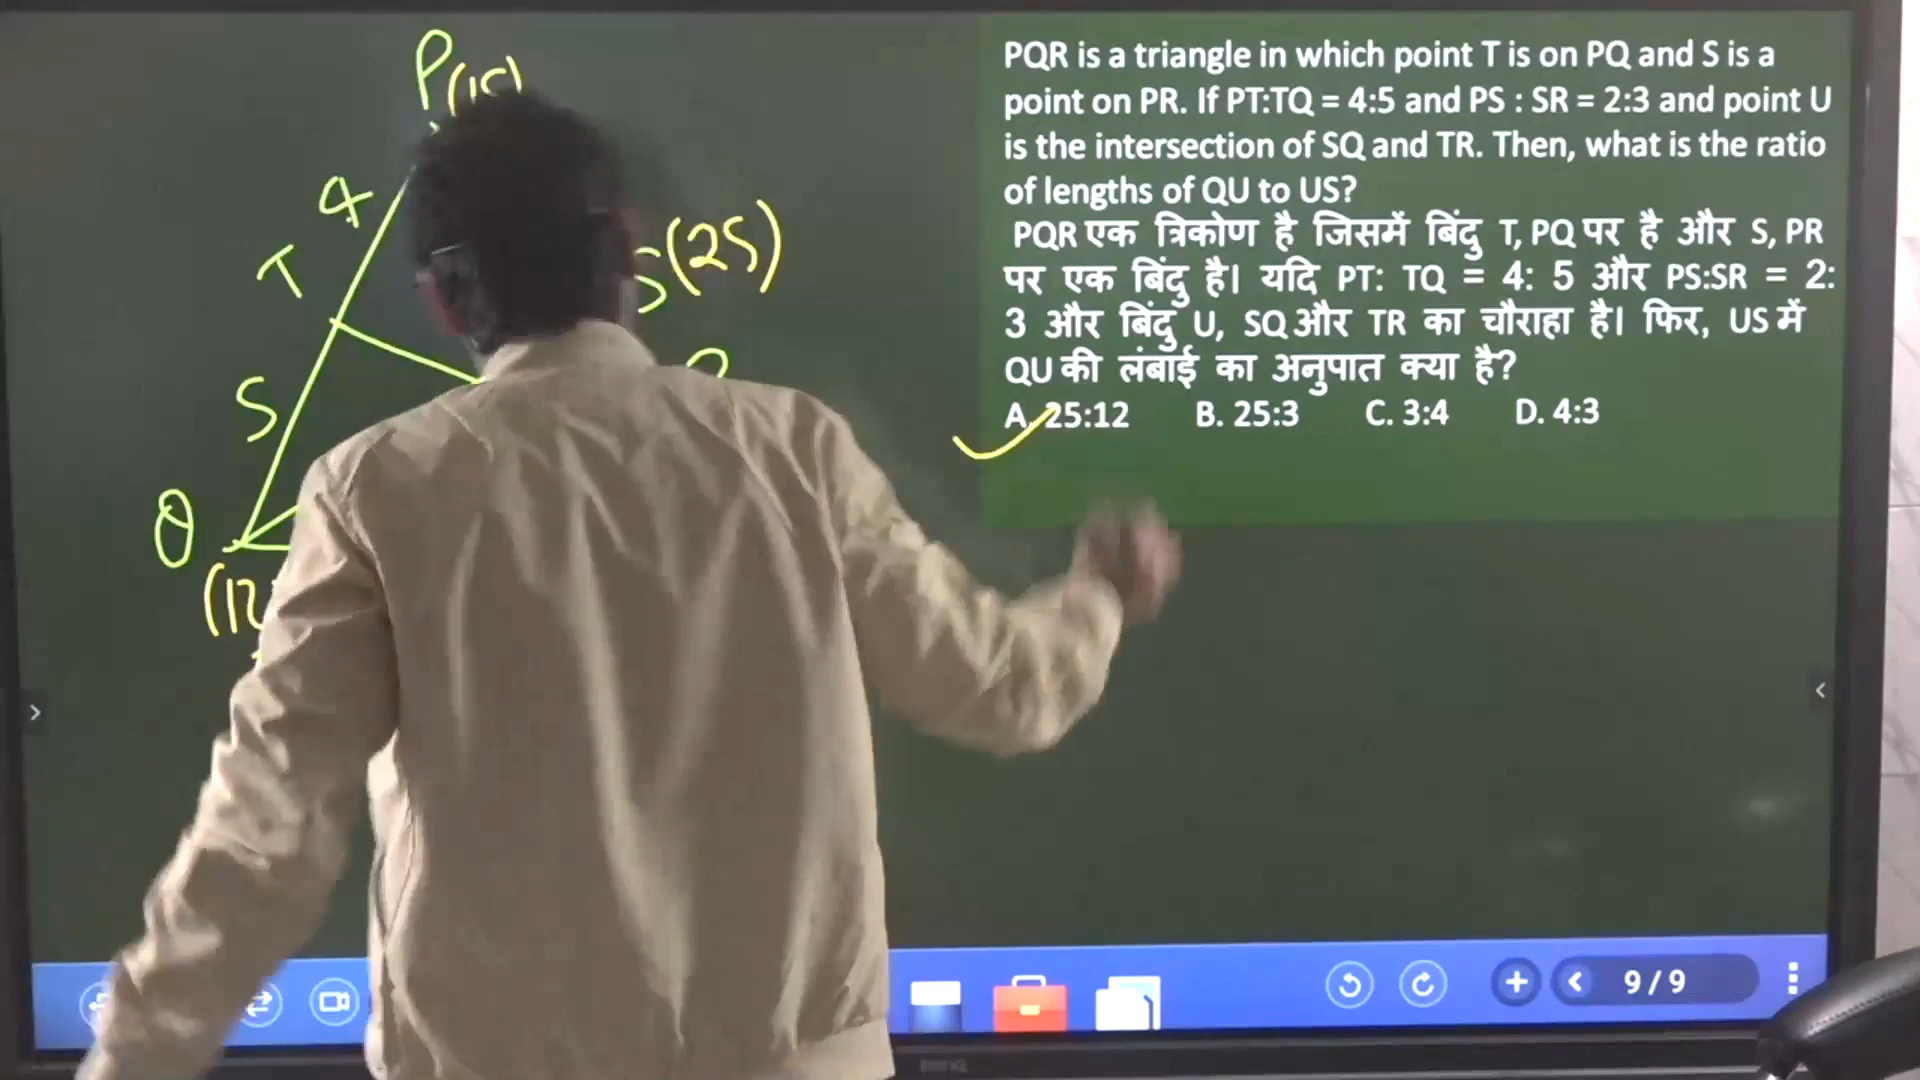 PQR is a triangle in which point T is on PQ and S is a
point on PR. If PT:TQ = 4:5 and PS : SR = 2:3 and point U
is the intersection of SQ and TR. Then, what is the ratio
of lengths of QU to US?
PQR एक त्रिकोण है जिसमें बिंदु T, PQ पर है और S, PR
पर एक बिंदु है। यदि PT: TQ = 4: 5 और PS:SR = 2:
3 और बिंदु U, SQ और TR का चौराहा है। फिर, US में
QU की लंबाई का अनुपात क्या है?
A. 25:12 B. 25:3 C. 3:4 D. 4:3
P (15)
4
T
S (25)
5
Q
(12
9 / 9
BENQ